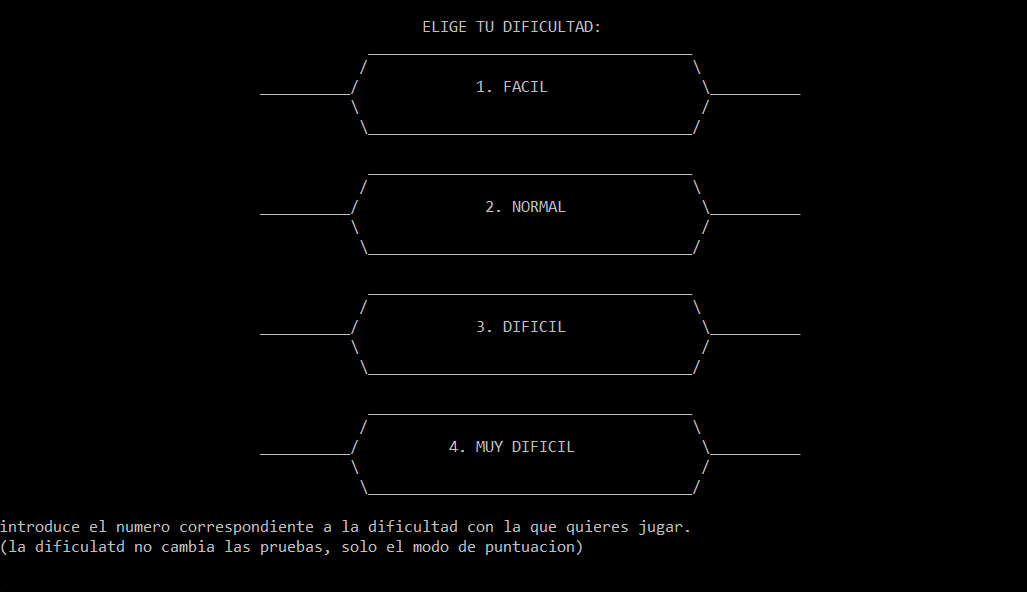 ELIGE TU DIFICULTAD:
1. FACIL
2. NORMAL
3. DIFICIL
4. MUY DIFICIL
introduce el numero correspondiente a la dificultad con la que quieres jugar.
(la dificulatd no cambia las pruebas, solo el modo de puntuacion)